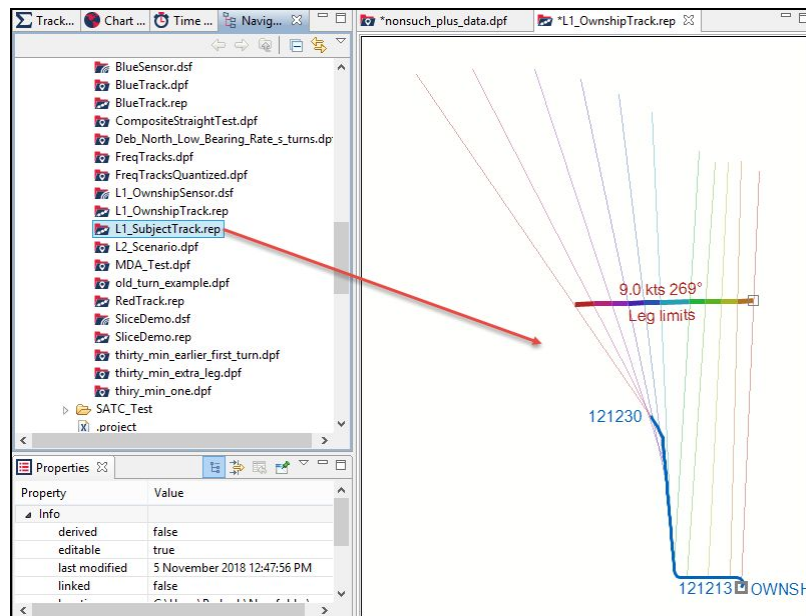 Track...
Chart ...
Time ...
Navig...
*nonsuch_plus_data.dpf
*L1_OwnshipTrack.rep
BlueSensor.dsf
BlueTrack.dpf
BlueTrack.rep
CompositeStraightTest.dpf
Deb_North_Low_Bearing_Rate_s_turns.dp
FreqTracks.dpf
FreqTracksQuantized.dpf
L1_OwnshipSensor.dsf
L1_OwnshipTrack.rep
L1_SubjectTrack.rep
L2_Scenario.dpf
MDA_Test.dpf
old_turn_example.dpf
RedTrack.rep
SliceDemo.dsf
SliceDemo.rep
thirty_min_earlier_first_turn.dpf
thirty_min_extra_leg.dpf
thiry_min_one.dpf
SATC_Test
.project
Properties
Property Value
Info
derived false
editable true
last modified 5 November 2018 12:47:56 PM
linked false
9.0 kts 269°
Leg limits
121230
121213 OWNSH